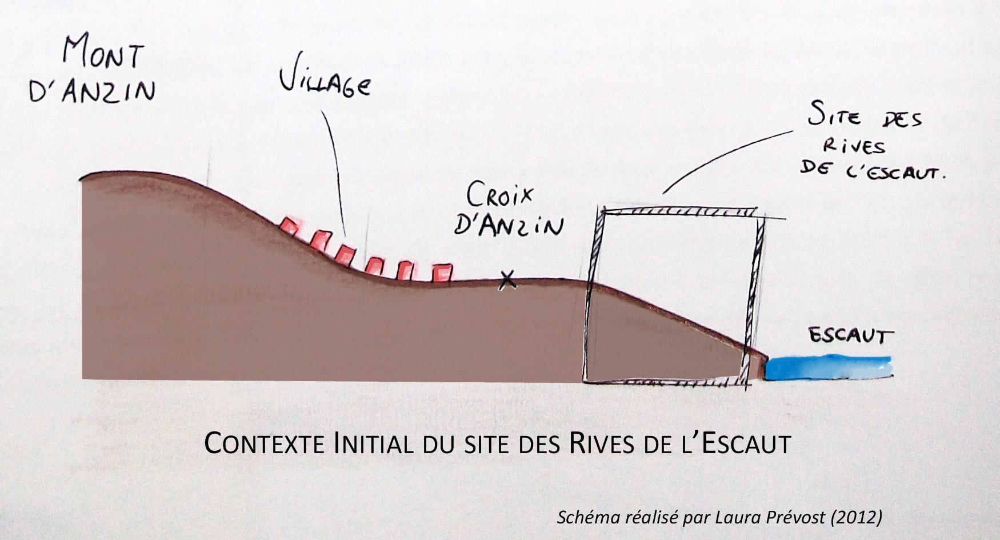 MONT
D'ANZIN
VILLAGE
SITE DES
RIVES
DE L'ESCAUT.
CROIX
D'ANZIN
ESCAUT
CONTEXTE INITIAL DU SITE DES RIVES DE L'ESCAUT
Schéma réalisé par Laura Prévost (2012)